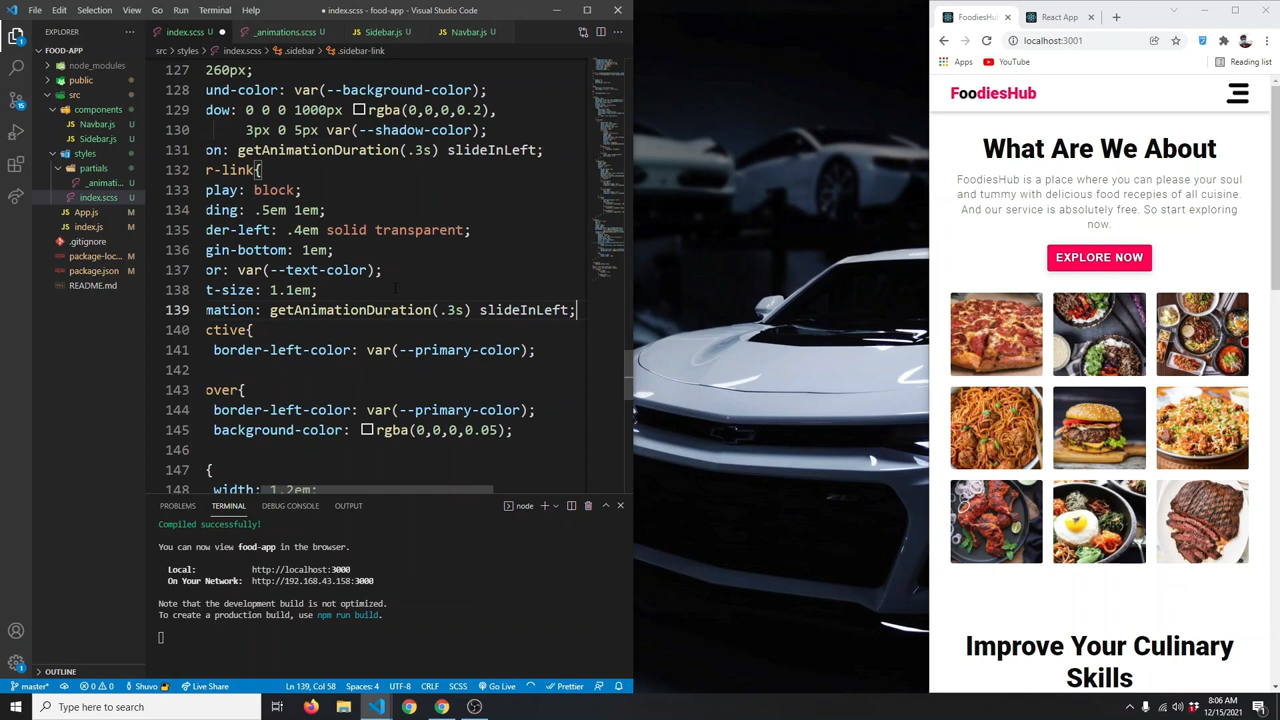 File Edit Selection View Go Run Terminal Help
● index.scss - food-app - Visual Studio Code
EXPLORER
FOOD-APP
node_modules
public
src
components
Navbar.js U
Sidebar.js U
styles
partials
_animati... U
index.scss U
App.js U
index.js U
.gitignore
package-loc...
package.json
README.md
OUTLINE
index.scss U
Sidebar.js U
Navbar.js U
src > styles > index.scss > .sidebar > .sidebar-link
127 260px;
128 und-color: var(--background-color);
rgba(0,0,0,0.2),
130 3px 0 5px var(--shadow-color);
131 on: getAnimationDuration(.3s) slideInLeft;
132 r-link{
133 play: block;
134 ding: .5em 1em;
135 der-left: .4em solid transparent;
136 gin-bottom: 1em;
137 or: var(--text-color);
138 t-size: 1.1em;
139 mation: getAnimationDuration(.3s) slideInLeft;
140 ctive{
141 border-left-color: var(--primary-color);
142
143 over{
144 border-left-color: var(--primary-color);
145 background-color: rgba(0,0,0,0.05);
146
147 {
148 width: 1.2em;
PROBLEMS TERMINAL DEBUG CONSOLE OUTPUT
node
Compiled successfully!
You can now view food-app in the browser.
Local: http://localhost:3000
On Your Network: http://192.168.43.158:3000
Note that the development build is not optimized.
To create a production build, use npm run build.
master* 0 0 Shuvo Live Share
Ln 139, Col 58 Spaces: 4 UTF-8 CRLF SCSS Go Live Prettier
FoodiesHu
React App
localhost:3001
Apps YouTube Reading list
FoodiesHub
What Are We About
FoodiesHub is a place where you can please your soul
and tummy with delicious food recepies of all cuisine.
And our service is absolutely free. So start exploring
now.
EXPLORE NOW
Improve Your Culinary
Skills
Type here to search
8:06 AM
12/15/2021